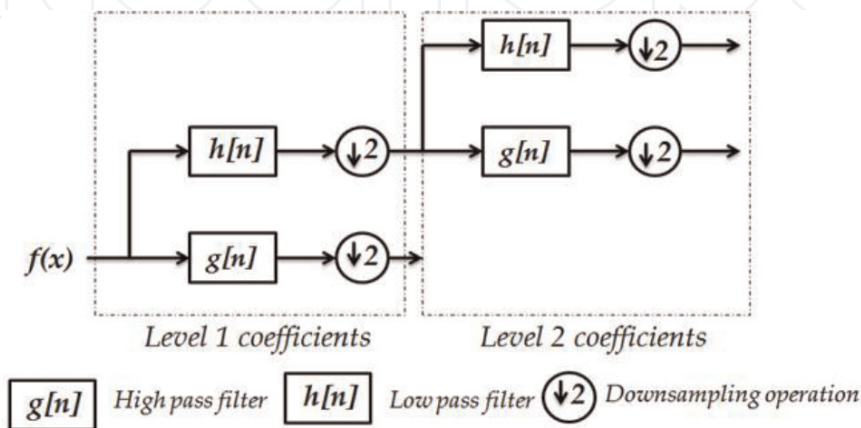 h[n]
↓2
h[n]
↓2
g[n]
↓2
f(x)
g[n]
↓2
Level 1 coefficients
Level 2 coefficients
g[n] High pass filter h[n] Low pass filter ↓2 Downsampling operation